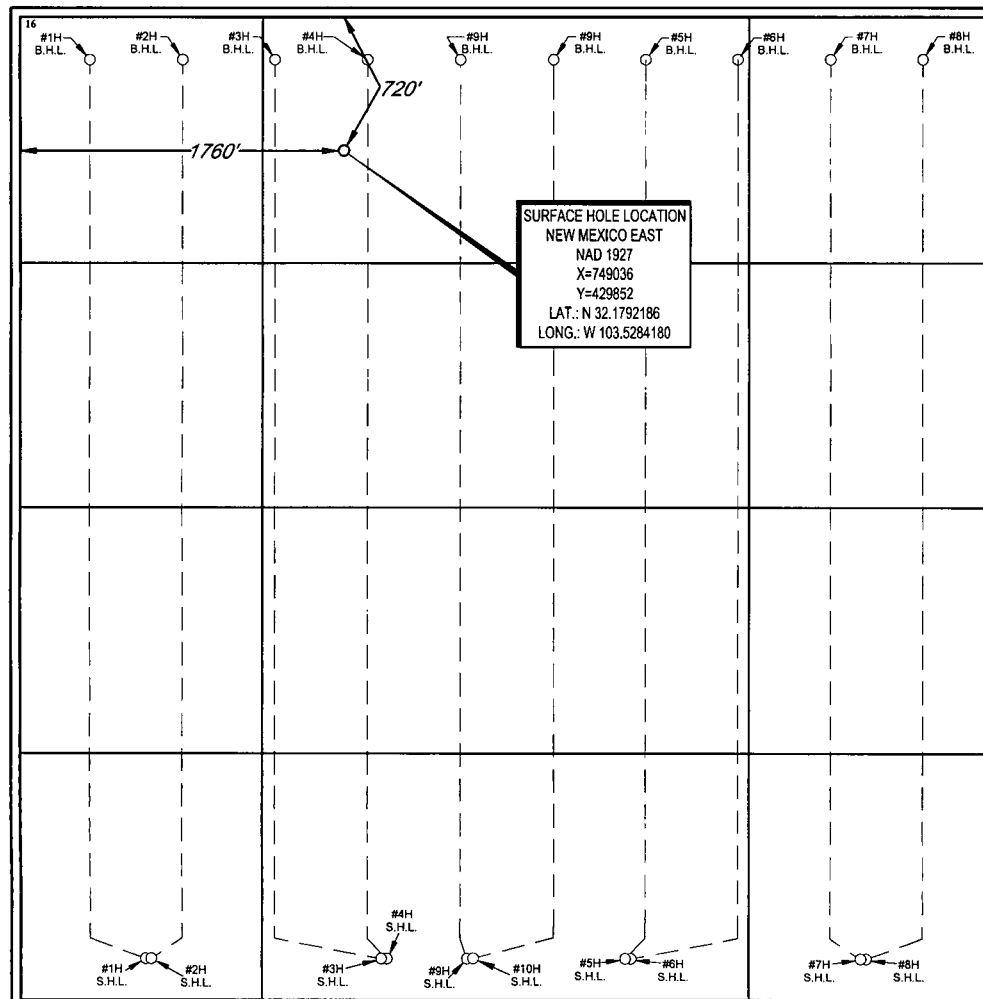 16
#1H
B.H.L.
#2H
B.H.L.
#3H
B.H.L.
#4H
B.H.L.
#9H
B.H.L.
#9H
B.H.L.
#5H
B.H.L.
#6H
B.H.L.
#7H
B.H.L.
#8H
B.H.L.
720'
1760'
SURFACE HOLE LOCATION
NEW MEXICO EAST
NAD 1927
X=749036
Y=429852
LAT.: N 32.1792186
LONG.: W 103.5284180
#1H
S.H.L.
#2H
S.H.L.
#3H
S.H.L.
#4H
S.H.L.
#9H
S.H.L.
#10H
S.H.L.
#5H
S.H.L.
#6H
S.H.L.
#7H
S.H.L.
#8H
S.H.L.